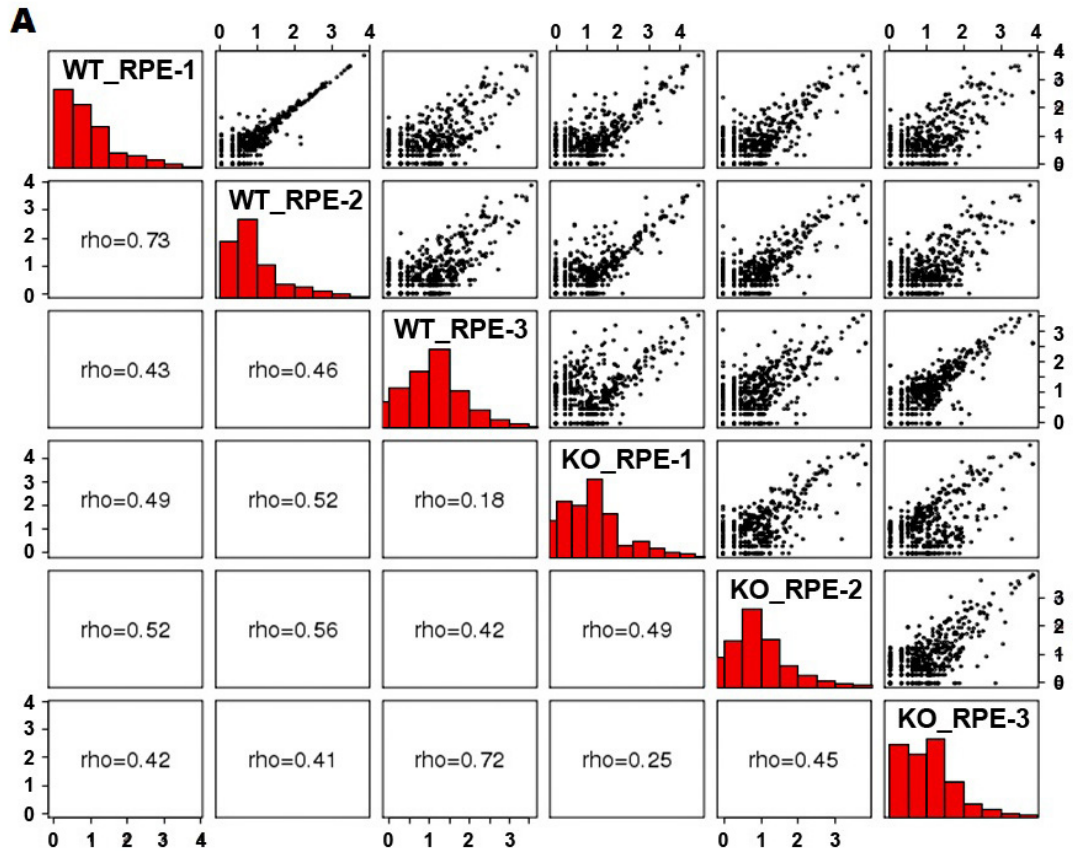 A
0 1 2 3 4 0 1 2 3 4 0 1 2 3 4
WT_RPE-1
4 3 2 1 0
4 3 2 1 0
rho=0.73
WT_RPE-2
rho=0.43
rho=0.46
WT_RPE-3
3 2 1 0
4 3 2 1 0
rho=0.49
rho=0.52
rho=0.18
KO_RPE-1
rho=0.52
rho=0.56
rho=0.42
rho=0.49
KO_RPE-2
3 2 1 0
4 3 2 1 0
rho=0.42
rho=0.41
rho=0.72
rho=0.25
rho=0.45
KO_RPE-3
0 1 2 3 4 0 1 2 3 0 1 2 3